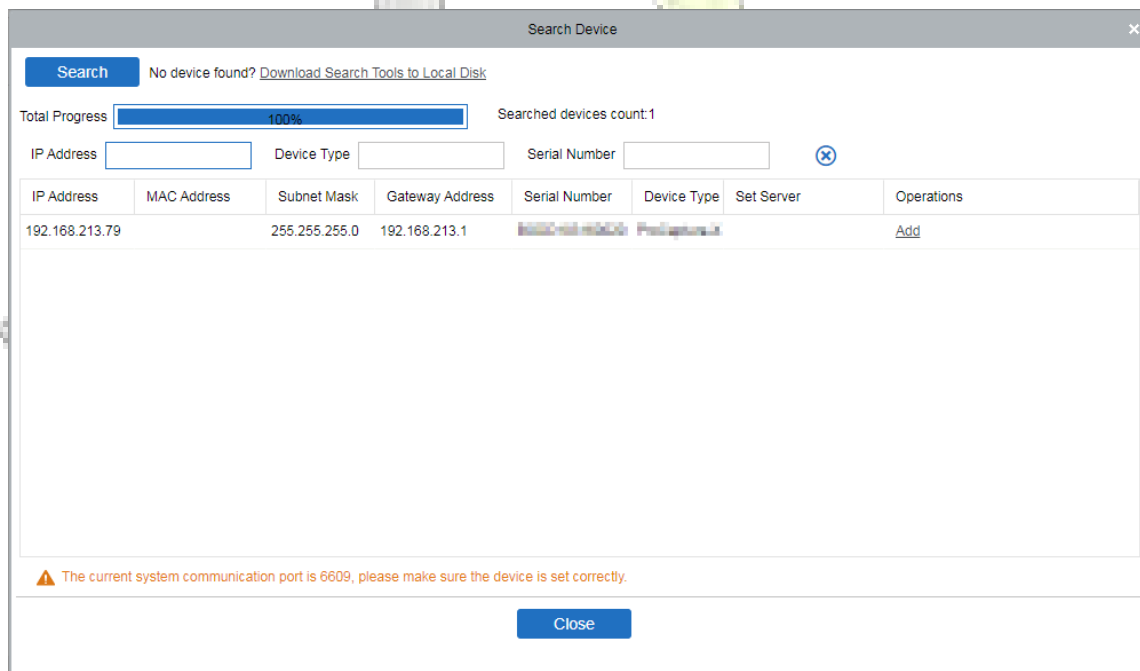 Search Device
Search No device found? Download Search Tools to Local Disk
Total Progress 100% Searched devices count:1
IP Address Device Type Serial Number
IP Address MAC Address Subnet Mask Gateway Address Serial Number Device Type Set Server Operations
192.168.213.79 255.255.255.0 192.168.213.1 Add
The current system communication port is 6609, please make sure the device is set correctly.
Close